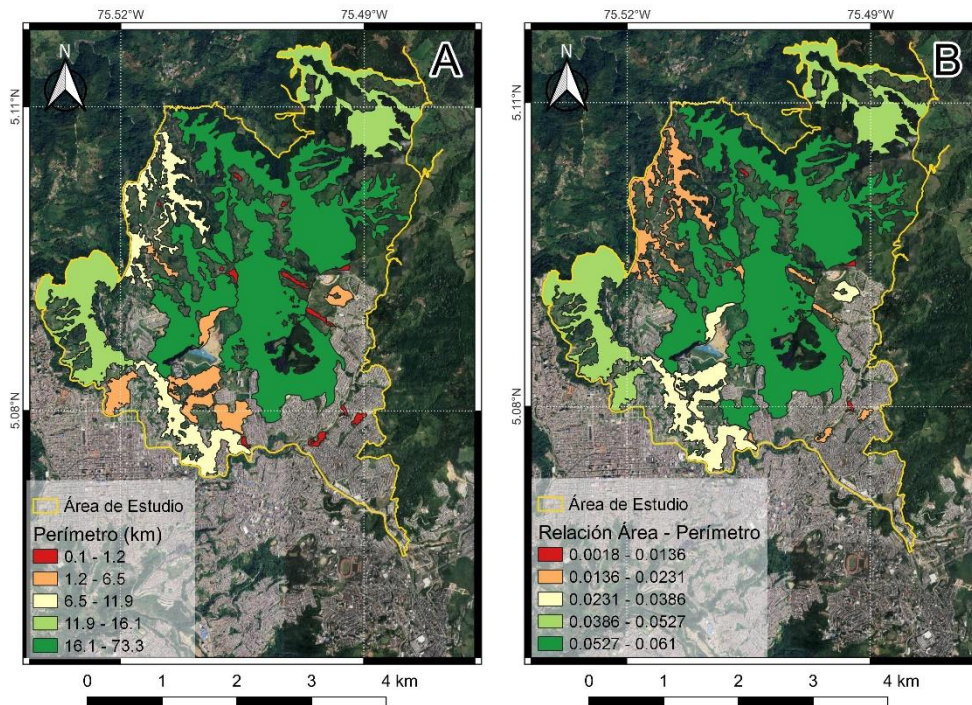 75.52°W 75.49°W
N
A
5.11°N
5.08°N
Área de Estudio
Perímetro (km)
0.1 - 1.2
1.2 - 6.5
6.5 - 11.9
11.9 - 16.1
16.1 - 73.3
0 1 2 3 4 km
75.52°W 75.49°W
N
B
5.11°N
5.08°N
Área de Estudio
Relación Área - Perímetro
0.0018 - 0.0136
0.0136 - 0.0231
0.0231 - 0.0386
0.0386 - 0.0527
0.0527 - 0.061
0 1 2 3 4 km